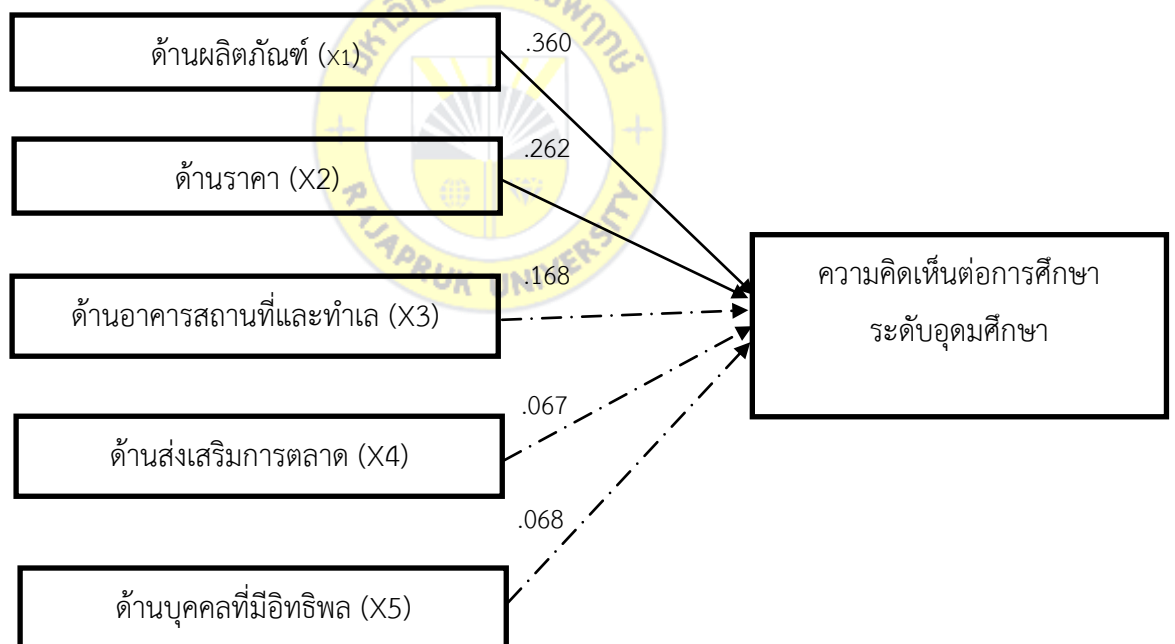 ด้านผลิตภัณฑ์ (X1)
.360
ด้านราคา (X2)
.262
ด้านอาคารสถานที่และทำเล (X3)
.168
ความคิดเห็นต่อการศึกษา
ระดับอุดมศึกษา
ด้านส่งเสริมการตลาด (X4)
.067
ด้านบุคคลที่มีอิทธิพล (X5)
.068
RAJAPRUK UNIVERSITY